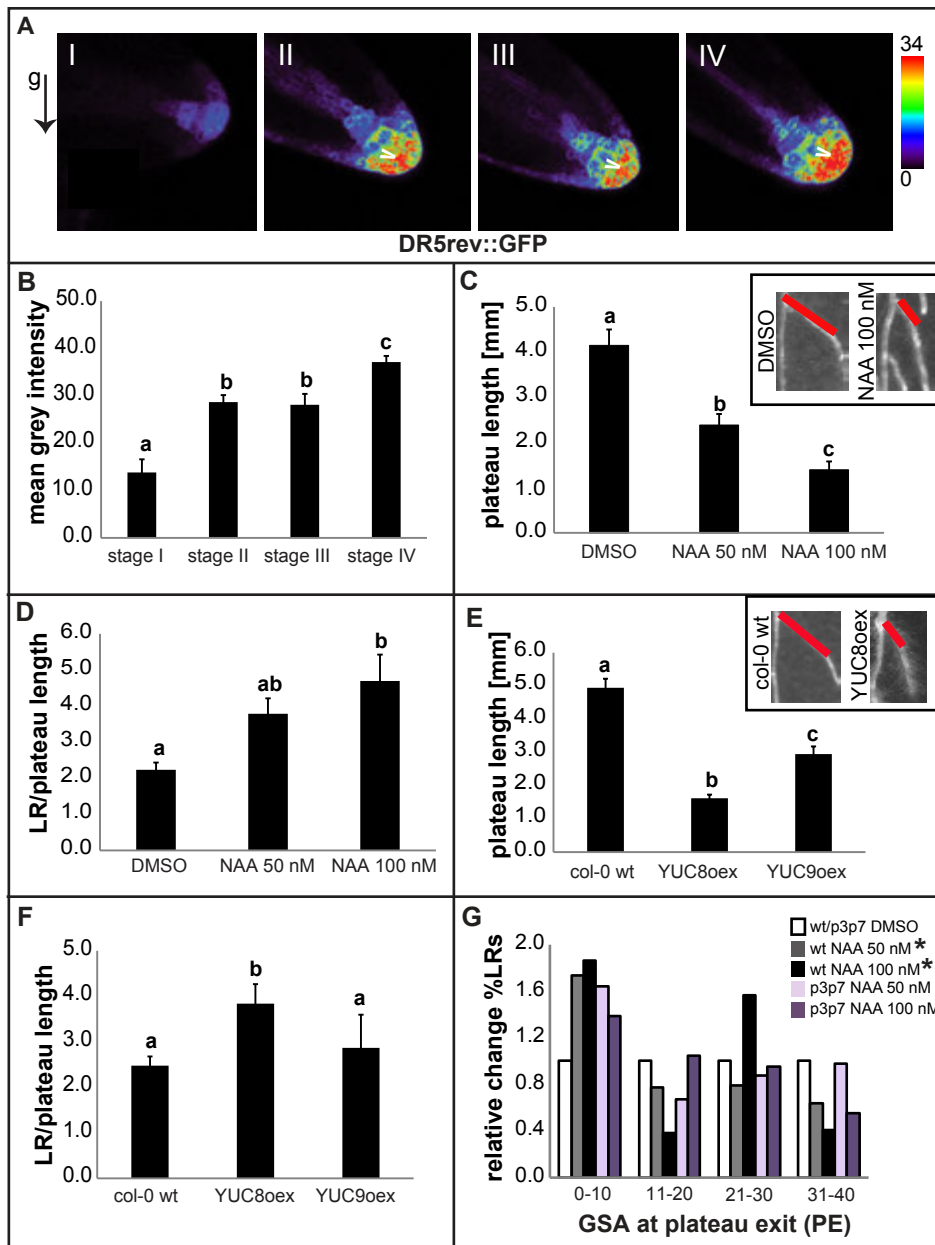 A
I
II
III
IV
g
34
0
DR5rev::GFP
B
mean grey intensity
50.0
40.0
30.0
20.0
10.0
0.0
a
b
b
c
stage I
stage II
stage III
stage IV
C
plateau length [mm]
5.0
4.0
3.0
2.0
1.0
0.0
a
b
c
DMSO
NAA 50 nM
NAA 100 nM
DMSO
NAA 100 nM
D
LR/plateau length
6.0
5.0
4.0
3.0
2.0
1.0
0.0
a
ab
b
DMSO
NAA 50 nM
NAA 100 nM
E
plateau length [mm]
6.0
5.0
4.0
3.0
2.0
1.0
0.0
a
b
c
col-0 wt
YUC8oex
YUC9oex
col-0 wt
YUC8oex
F
LR/plateau length
5.0
4.0
3.0
2.0
1.0
0.0
a
b
a
col-0 wt
YUC8oex
YUC9oex
G
relative change %LRs
2.0
1.6
1.2
0.8
0.4
0.0
wt/p3p7 DMSO
wt NAA 50 nM*
wt NAA 100 nM*
p3p7 NAA 50 nM
p3p7 NAA 100 nM
0-10
11-20
21-30
31-40
GSA at plateau exit (PE)